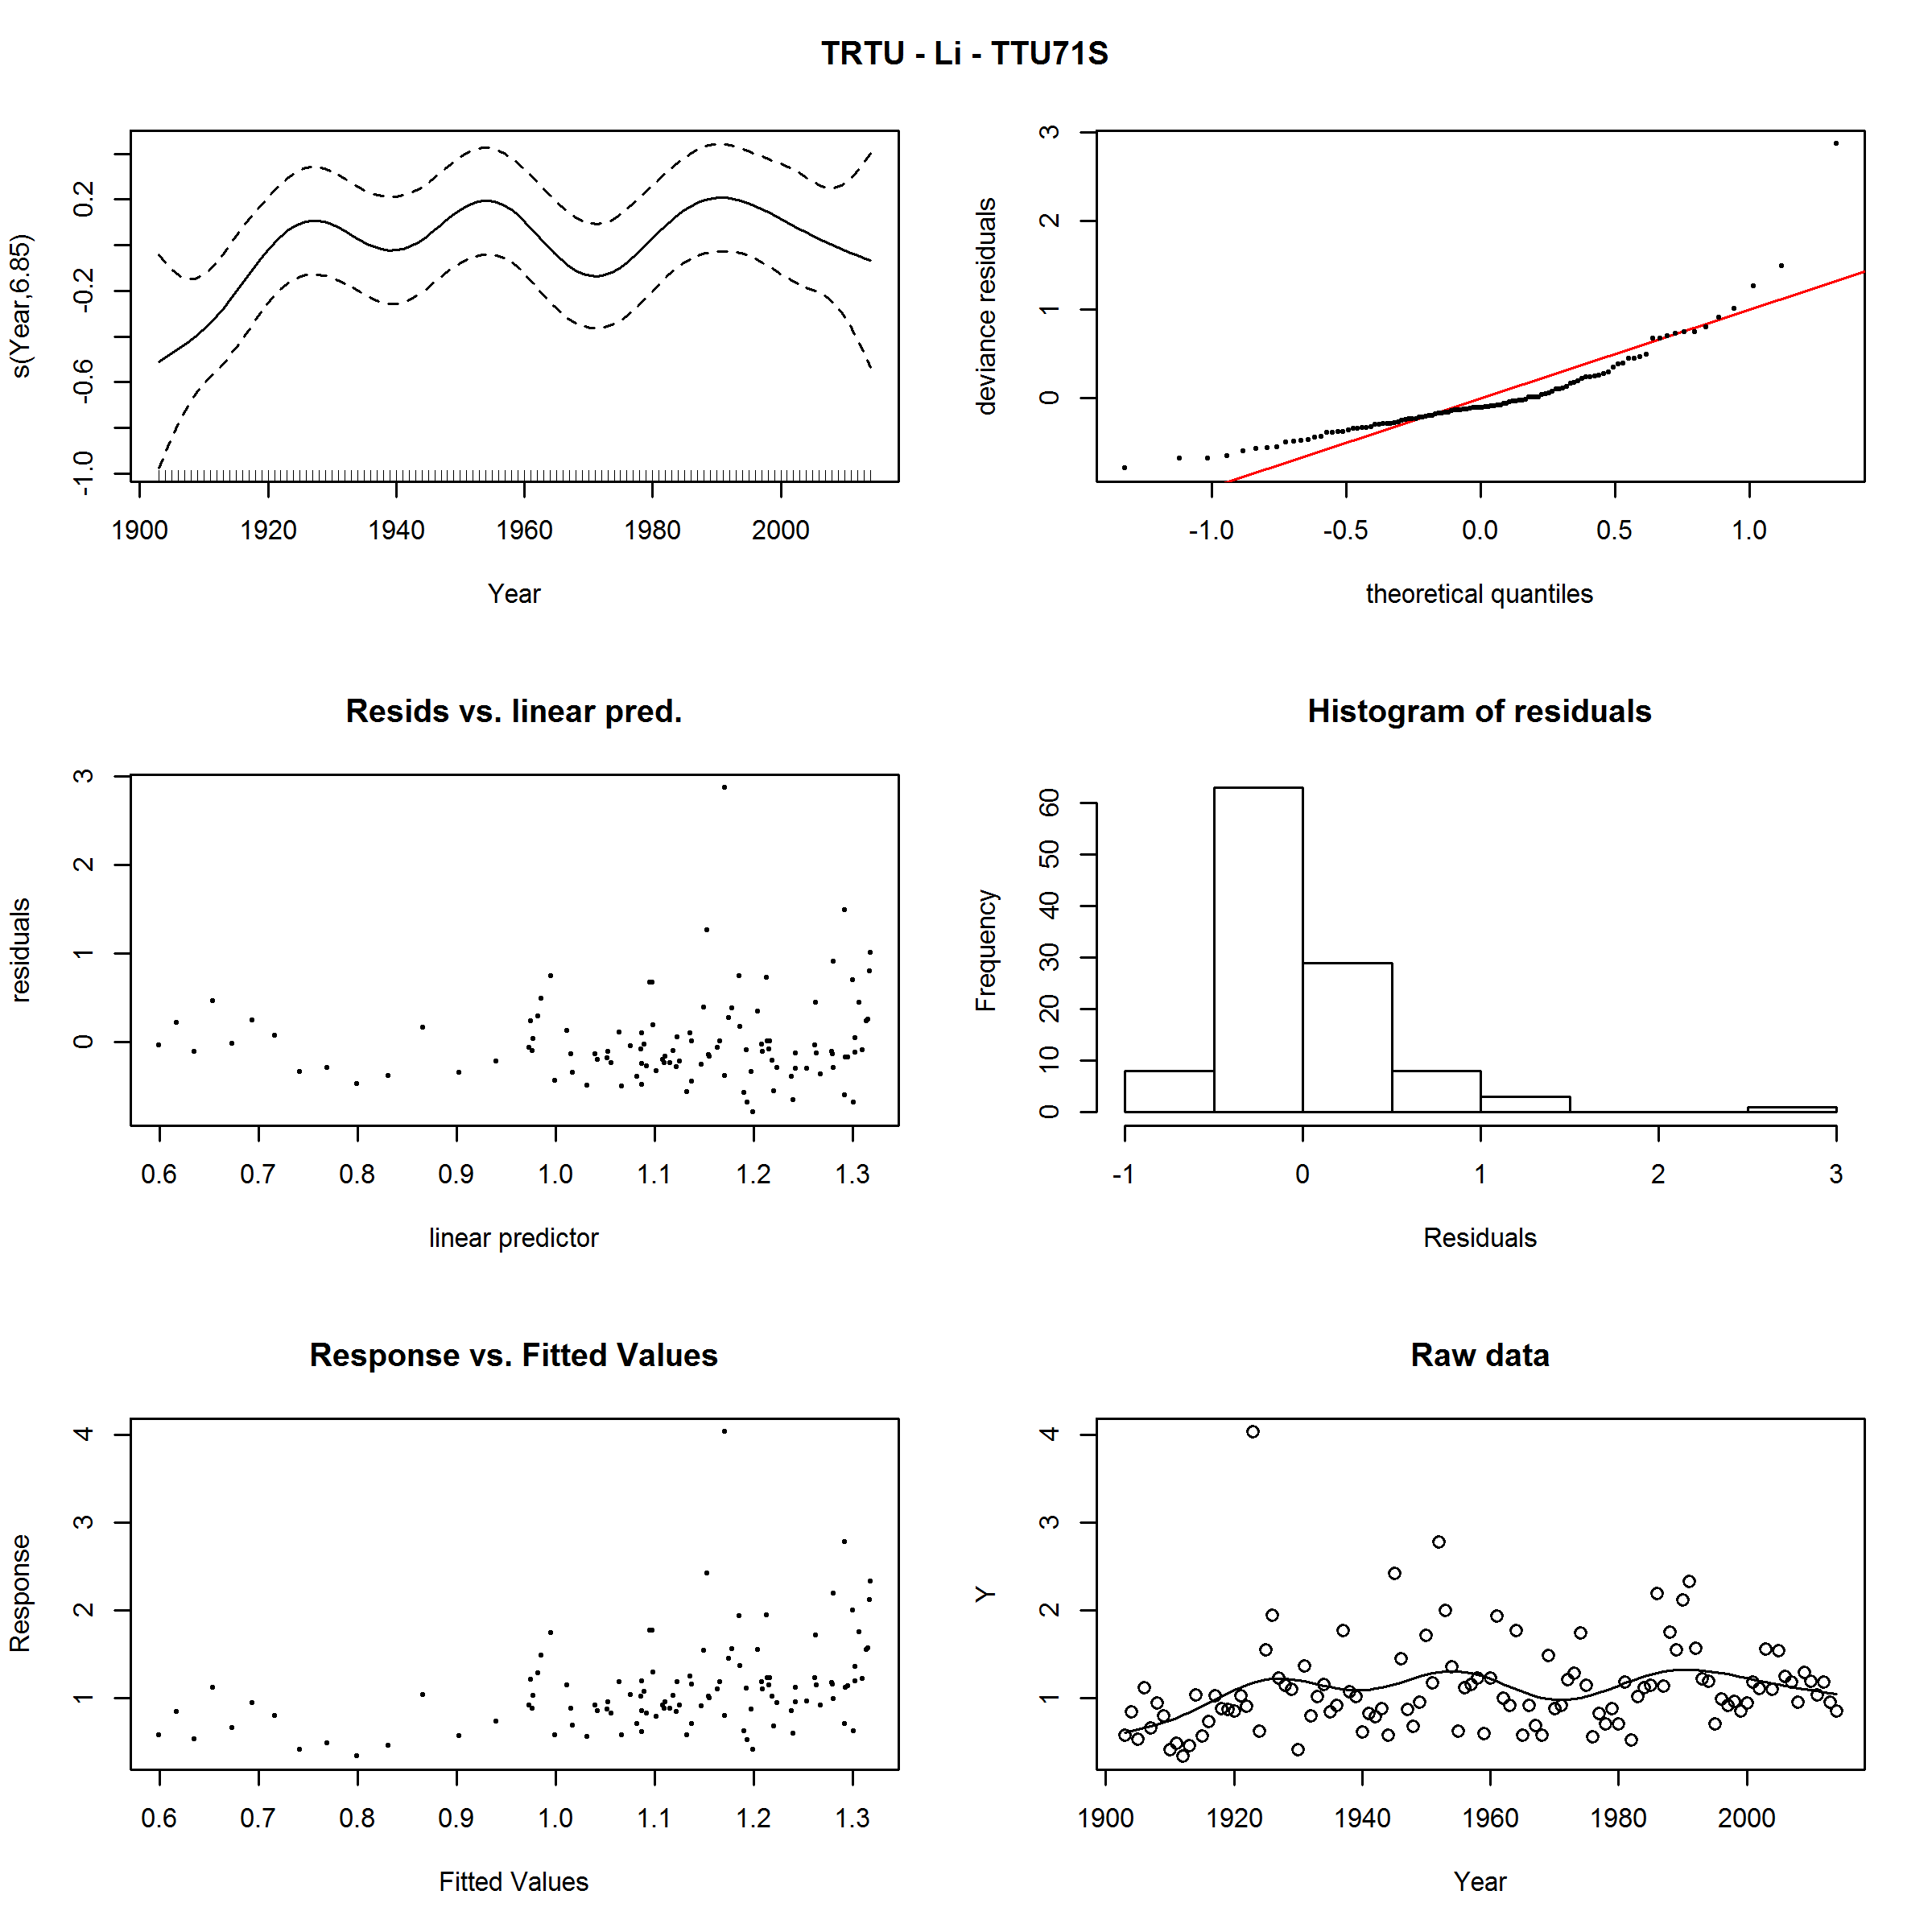 TRTU - Li - TTU71S
s(Year,6.85)
0.2
-0.2
-0.6
-1.0
1900 1920 1940 1960 1980 2000
Year
deviance residuals
3
2
1
0
-1.0 -0.5 0.0 0.5 1.0
theoretical quantiles
Resids vs. linear pred.
residuals
3
2
1
0
0.6 0.7 0.8 0.9 1.0 1.1 1.2 1.3
linear predictor
Histogram of residuals
Frequency
60
50
40
30
20
10
0
-1 0 1 2 3
Residuals
Response vs. Fitted Values
Response
4
3
2
1
0.6 0.7 0.8 0.9 1.0 1.1 1.2 1.3
Fitted Values
Raw data
Y
4
3
2
1
1900 1920 1940 1960 1980 2000
Year